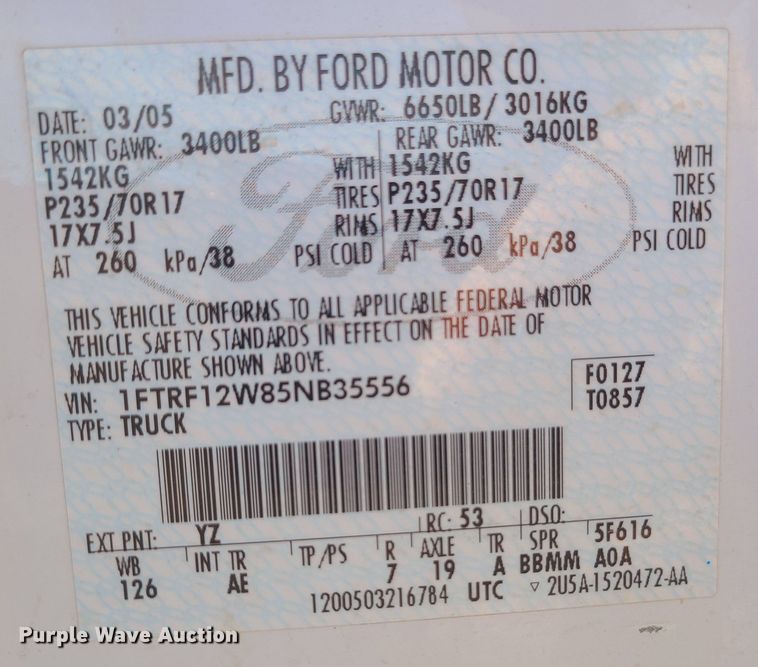 MFD. BY FORD MOTOR CO.
DATE: 03/05 GVWR: 6650LB/ 3016KG
FRONT GAWR: 3400LB REAR GAWR: 3400LB
1542KG WITH 1542KG WITH
P235/70R17 TIRES P235/70R17 TIRES
17X7.5J RIMS 17X7.5J RIMS
AT 260 kPa/38 PSI COLD AT 260 kPa/38 PSI COLD
Ford
THIS VEHICLE CONFORMS TO ALL APPLICABLE FEDERAL MOTOR
VEHICLE SAFETY STANDARDS IN EFFECT ON THE DATE OF
MANUFACTURE SHOWN ABOVE.
VIN: 1FTRF12W85NB35556 F0127
TYPE: TRUCK T0857
EXT PNT: YZ RC: 53 DSO:
WB INT TR TP/PS R AXLE TR SPR 5F616
126 AE 7 19 A BBMM A0A
1200503216784 UTC ▽ 2U5A-1520472-AA
Purple Wave Auction